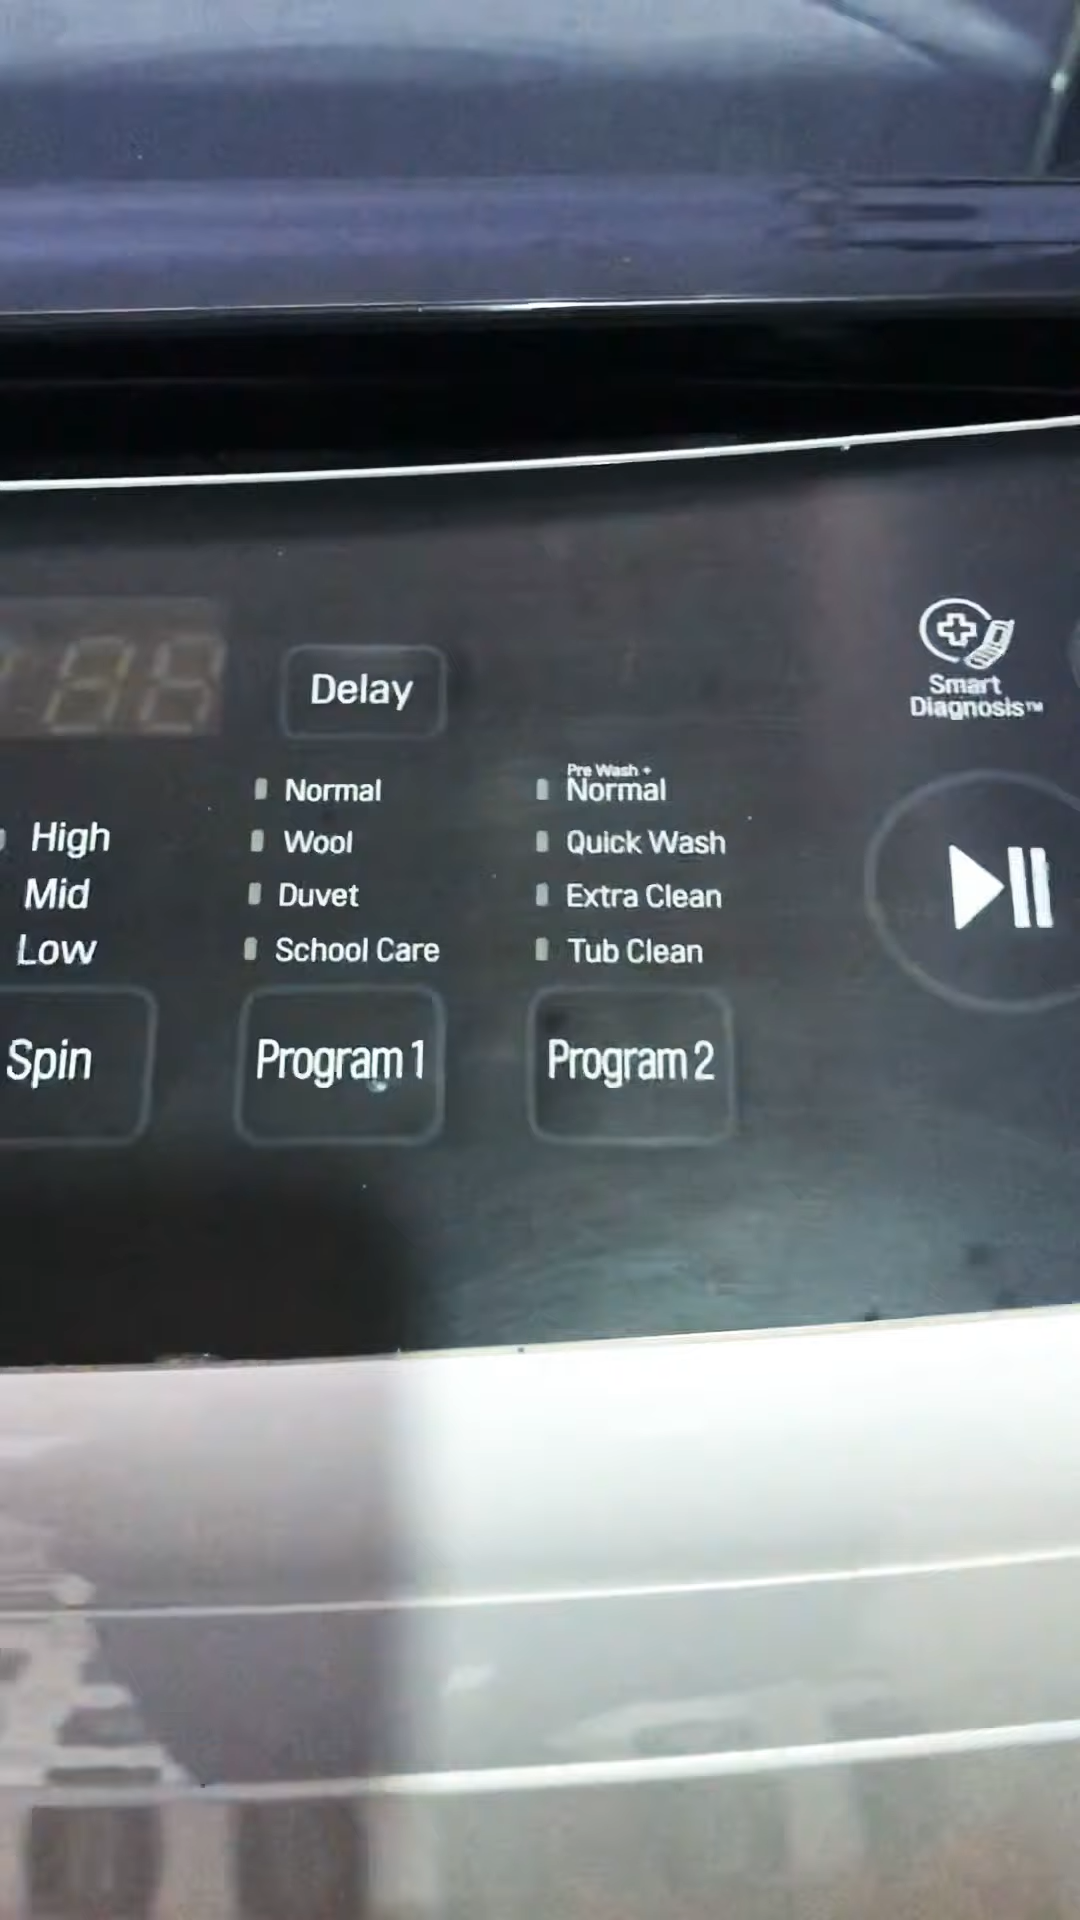 Delay
Smart
Diagnosis™
High
Mid
Low
Spin
Normal
Wool
Duvet
School Care
Program 1
Pre Wash +
Normal
Quick Wash
Extra Clean
Tub Clean
Program 2